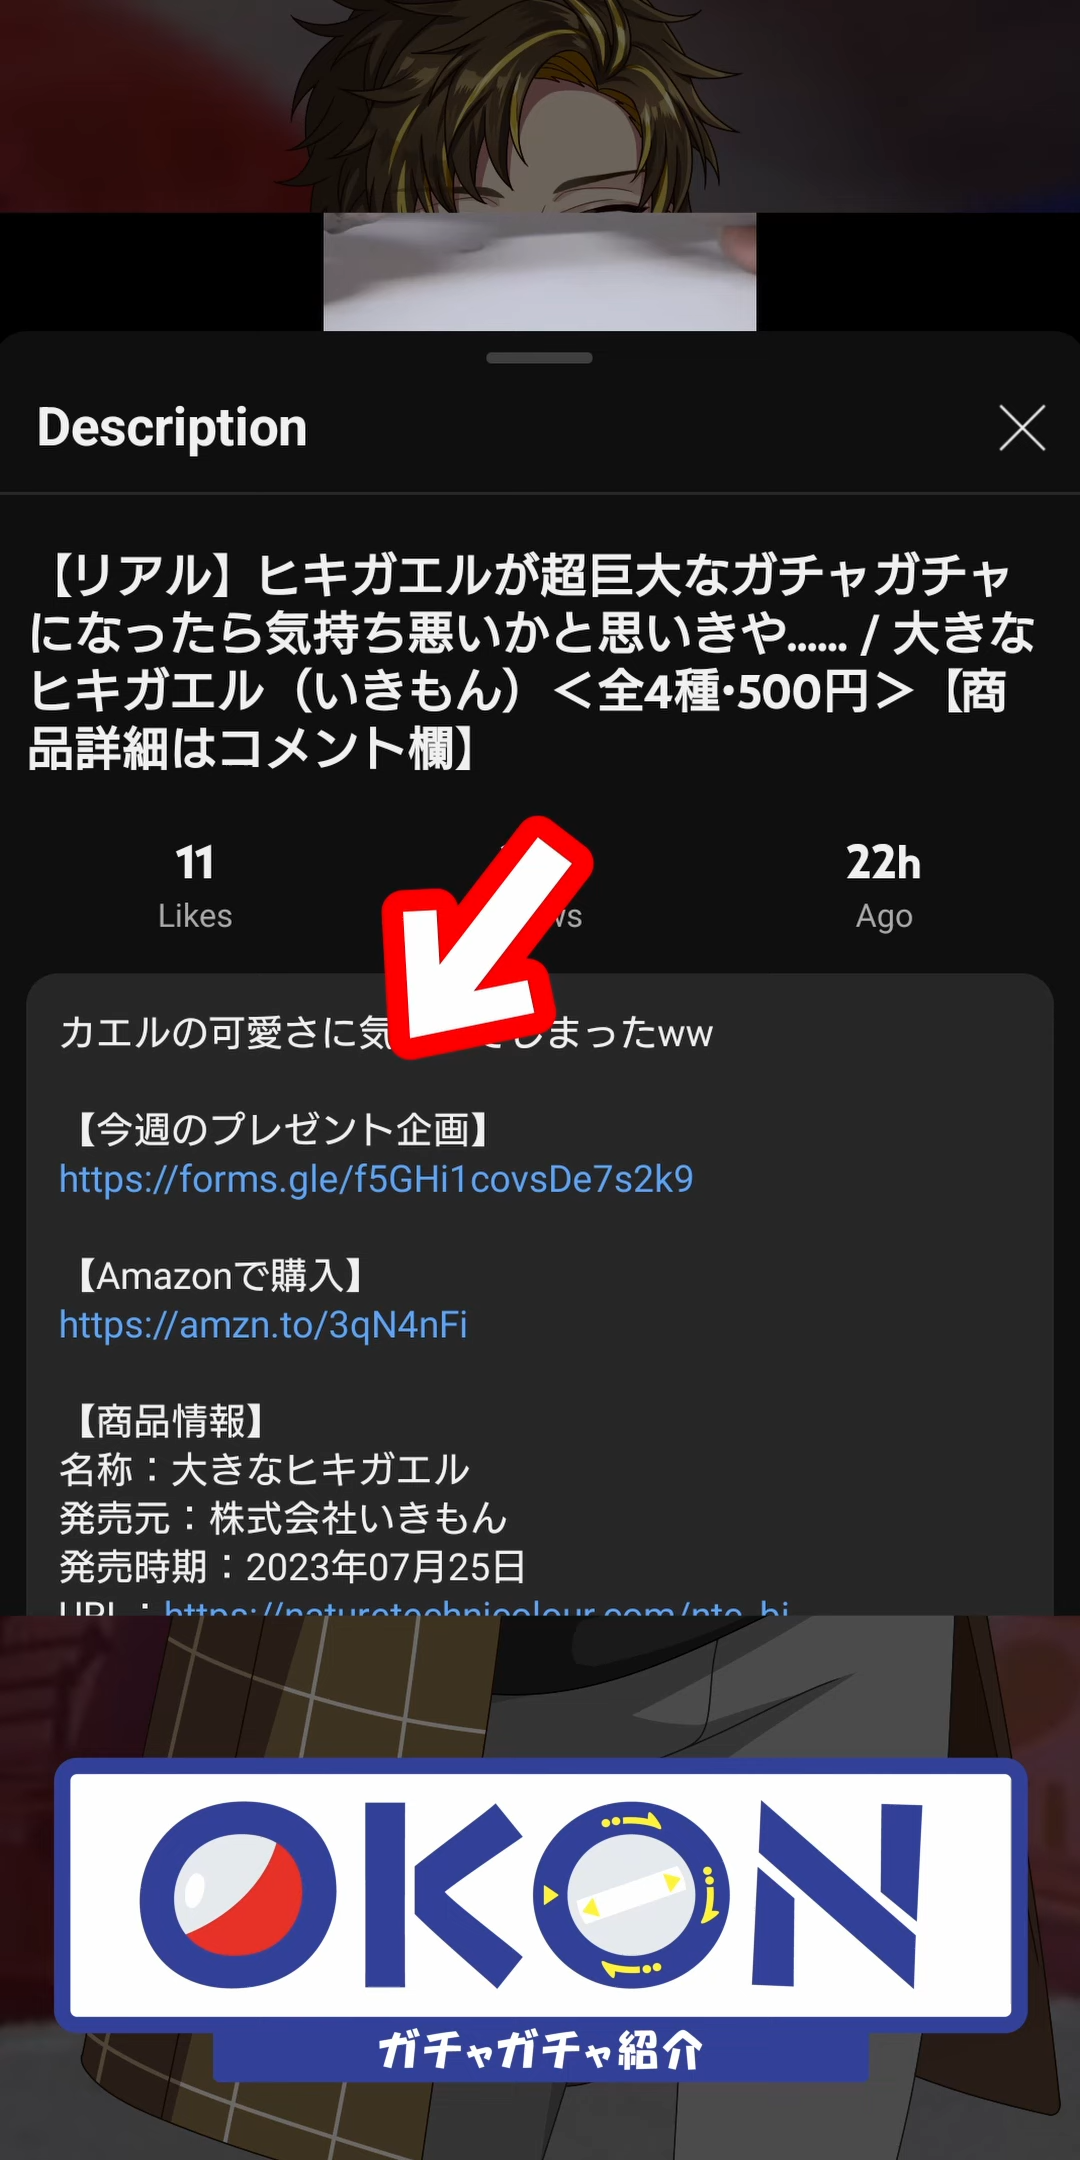 Description
【リアル】ヒキガエルが超巨大なガチャガチャ
になったら気持ち悪いかと思いきや...... / 大きな
ヒキガエル（いきもん）＜全4種・500円＞【商
品詳細はコメント欄】
11
22h
Likes
Ago
カエルの可愛さに気 しまったww
【今週のプレゼント企画】
https://forms.gle/f5GHi1covsDe7s2k9
【Amazonで購入】
https://amzn.to/3qN4nFi
【商品情報】
名称：大きなヒキガエル
発売元：株式会社いきもん
発売時期：2023年07月25日
URL：https://naturetechnicolour.com/ntc_bi
OKON
ガチャガチャ紹介